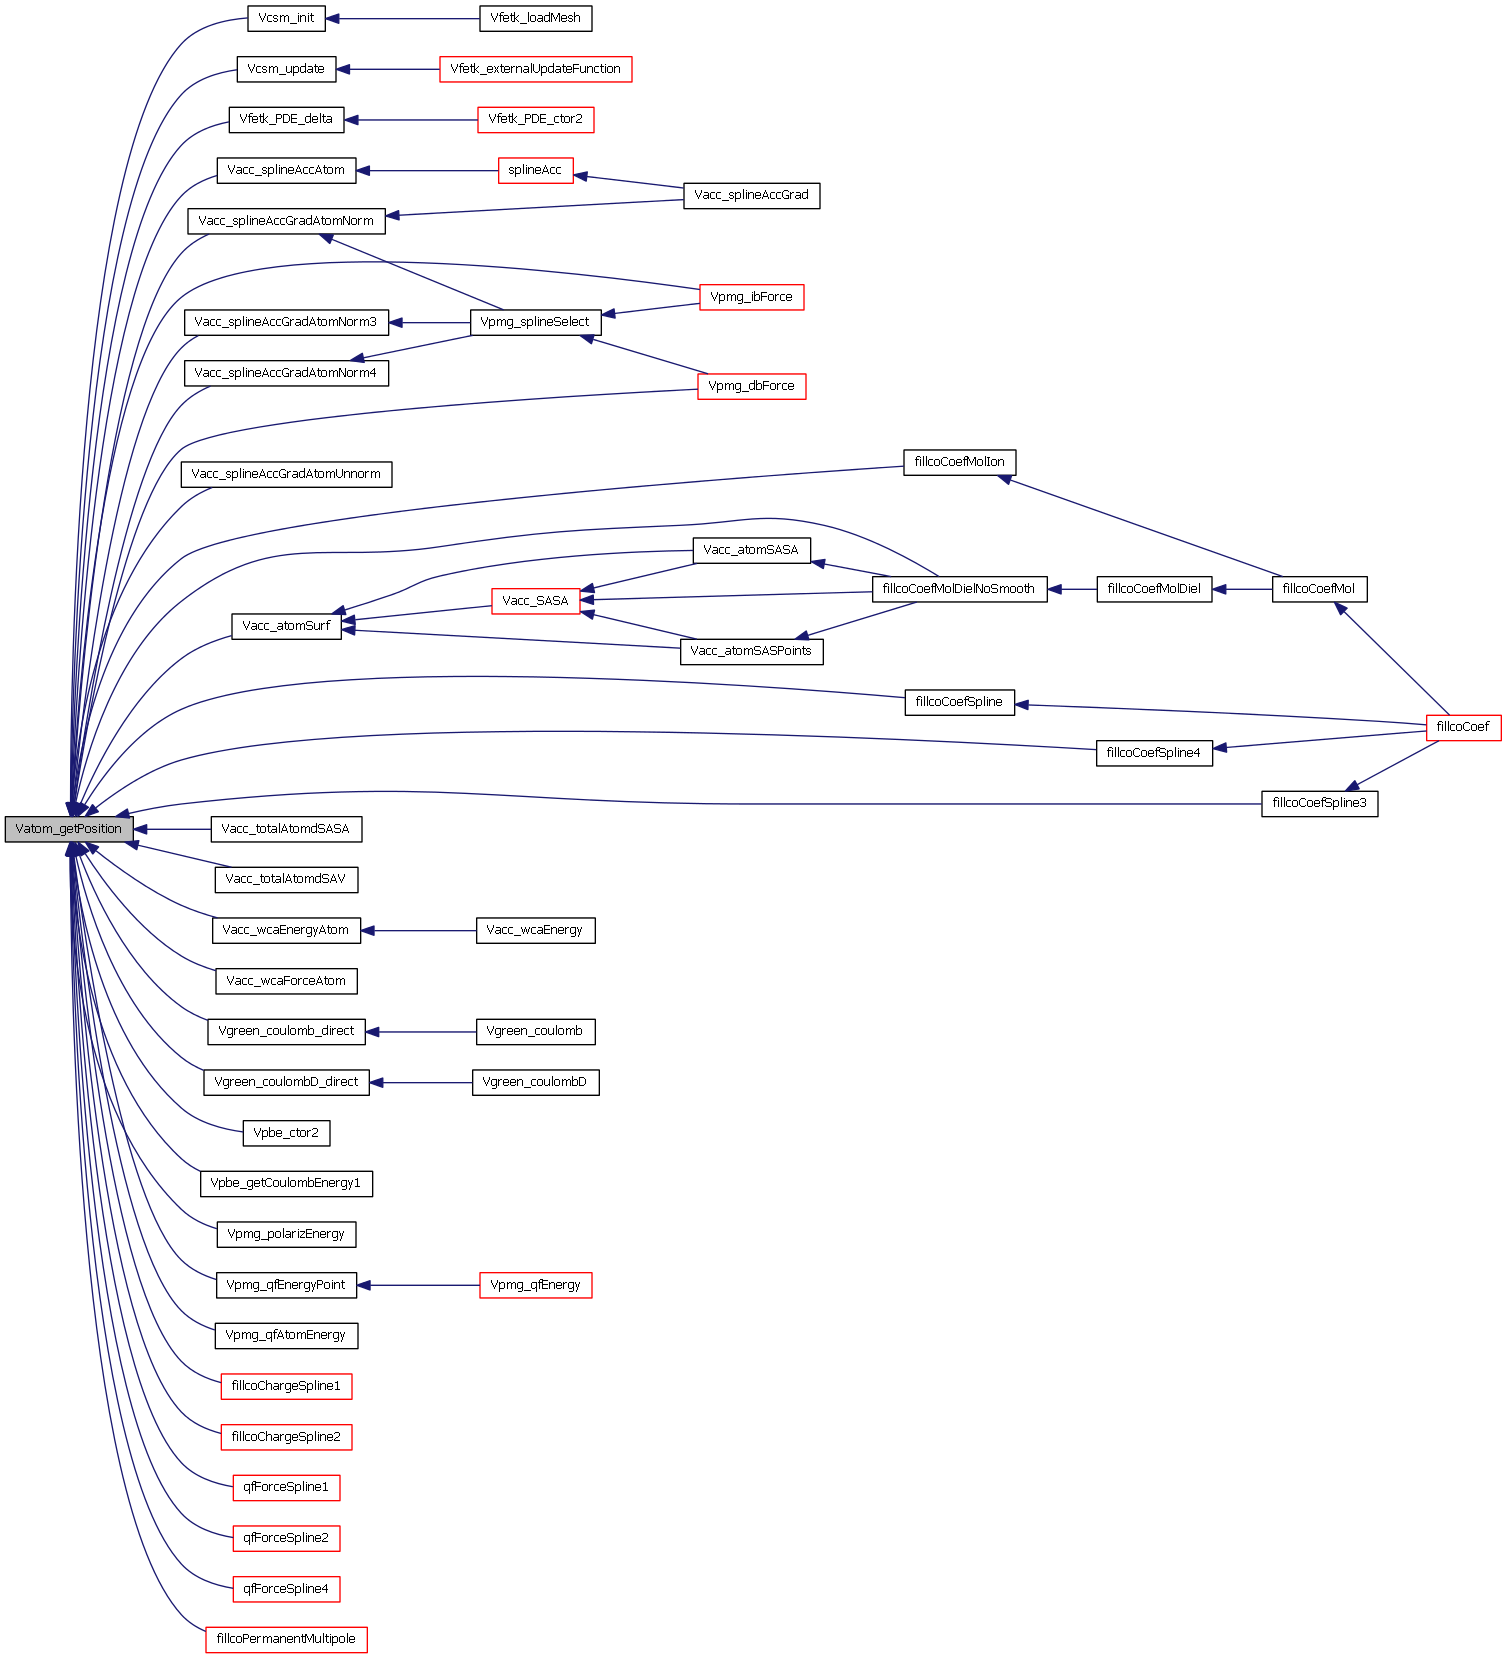 Vcsm_init
Vfetk_loadMesh
Vcsm_update
Vfetk_externalUpdateFunction
Vfetk_PDE_delta
Vfetk_PDE_ctor2
Vacc_splineAccAtom
splineAcc
Vacc_splineAccGrad
Vacc_splineAccGradAtomNorm
Vpmg_ibForce
Vacc_splineAccGradAtomNorm3
Vpmg_splineSelect
Vacc_splineAccGradAtomNorm4
Vpmg_dbForce
Vacc_splineAccGradAtomUnnorm
fillcoCoefMolIon
Vacc_atomSASA
fillcoCoefMolDielNoSmooth
fillcoCoefMolDiel
fillcoCoefMol
Vacc_SASA
Vacc_atomSurf
Vacc_atomSASPoints
fillcoCoefSpline
fillcoCoef
fillcoCoefSpline4
fillcoCoefSpline3
Vatom_getPosition
Vacc_totalAtomdSASA
Vacc_totalAtomdSAV
Vacc_wcaEnergyAtom
Vacc_wcaEnergy
Vacc_wcaForceAtom
Vgreen_coulomb_direct
Vgreen_coulomb
Vgreen_coulombD_direct
Vgreen_coulombD
Vpbe_ctor2
Vpbe_getCoulombEnergy1
Vpmg_polarizEnergy
Vpmg_qfEnergyPoint
Vpmg_qfEnergy
Vpmg_qfAtomEnergy
fillcoChargeSpline1
fillcoChargeSpline2
qfForceSpline1
qfForceSpline2
qfForceSpline4
fillcoPermanentMultipole